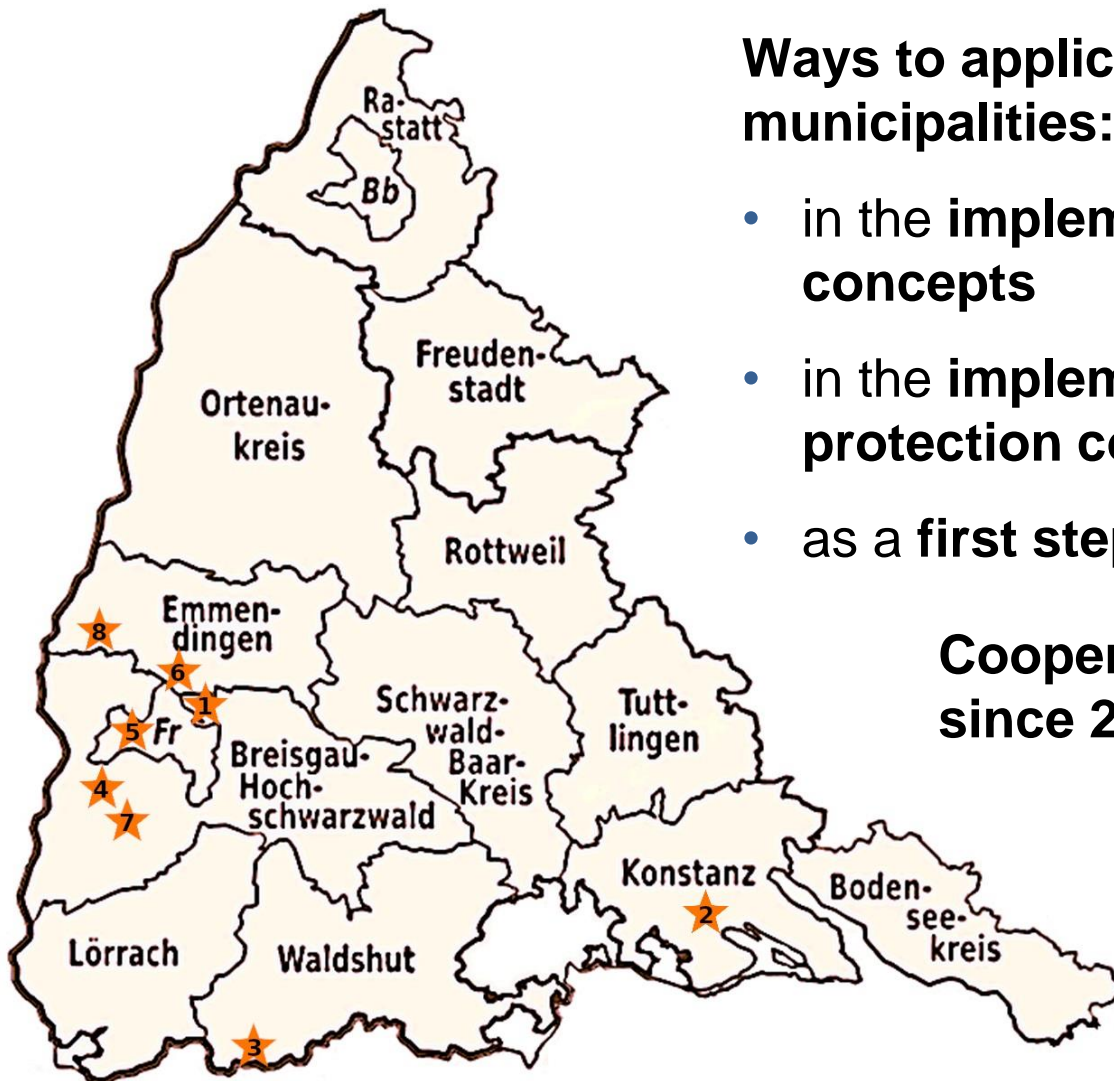 Ways to applic
municipalities:
• in the implem
concepts
• in the implem
protection co
• as a first step
Cooper
since 2
Ra-
statt
Bb
Ortenau-
kreis
Freuden-
stadt
Rottweil
Emmen-
dingen
8
6
1
5
Fr
4
7
Breisgau-
Hoch-
schwarzwald
Schwarz-
wald-
Baar-
Kreis
Tutt-
lingen
Konstanz
2
Boden-
see-
kreis
Lörrach
Waldshut
3